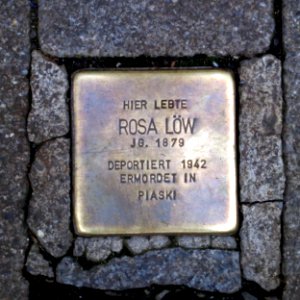 HIER LEBTE
ROSA LÖW
JG. 1879
DEPORTIERT 1942
ERMORDET IN
PIASKI